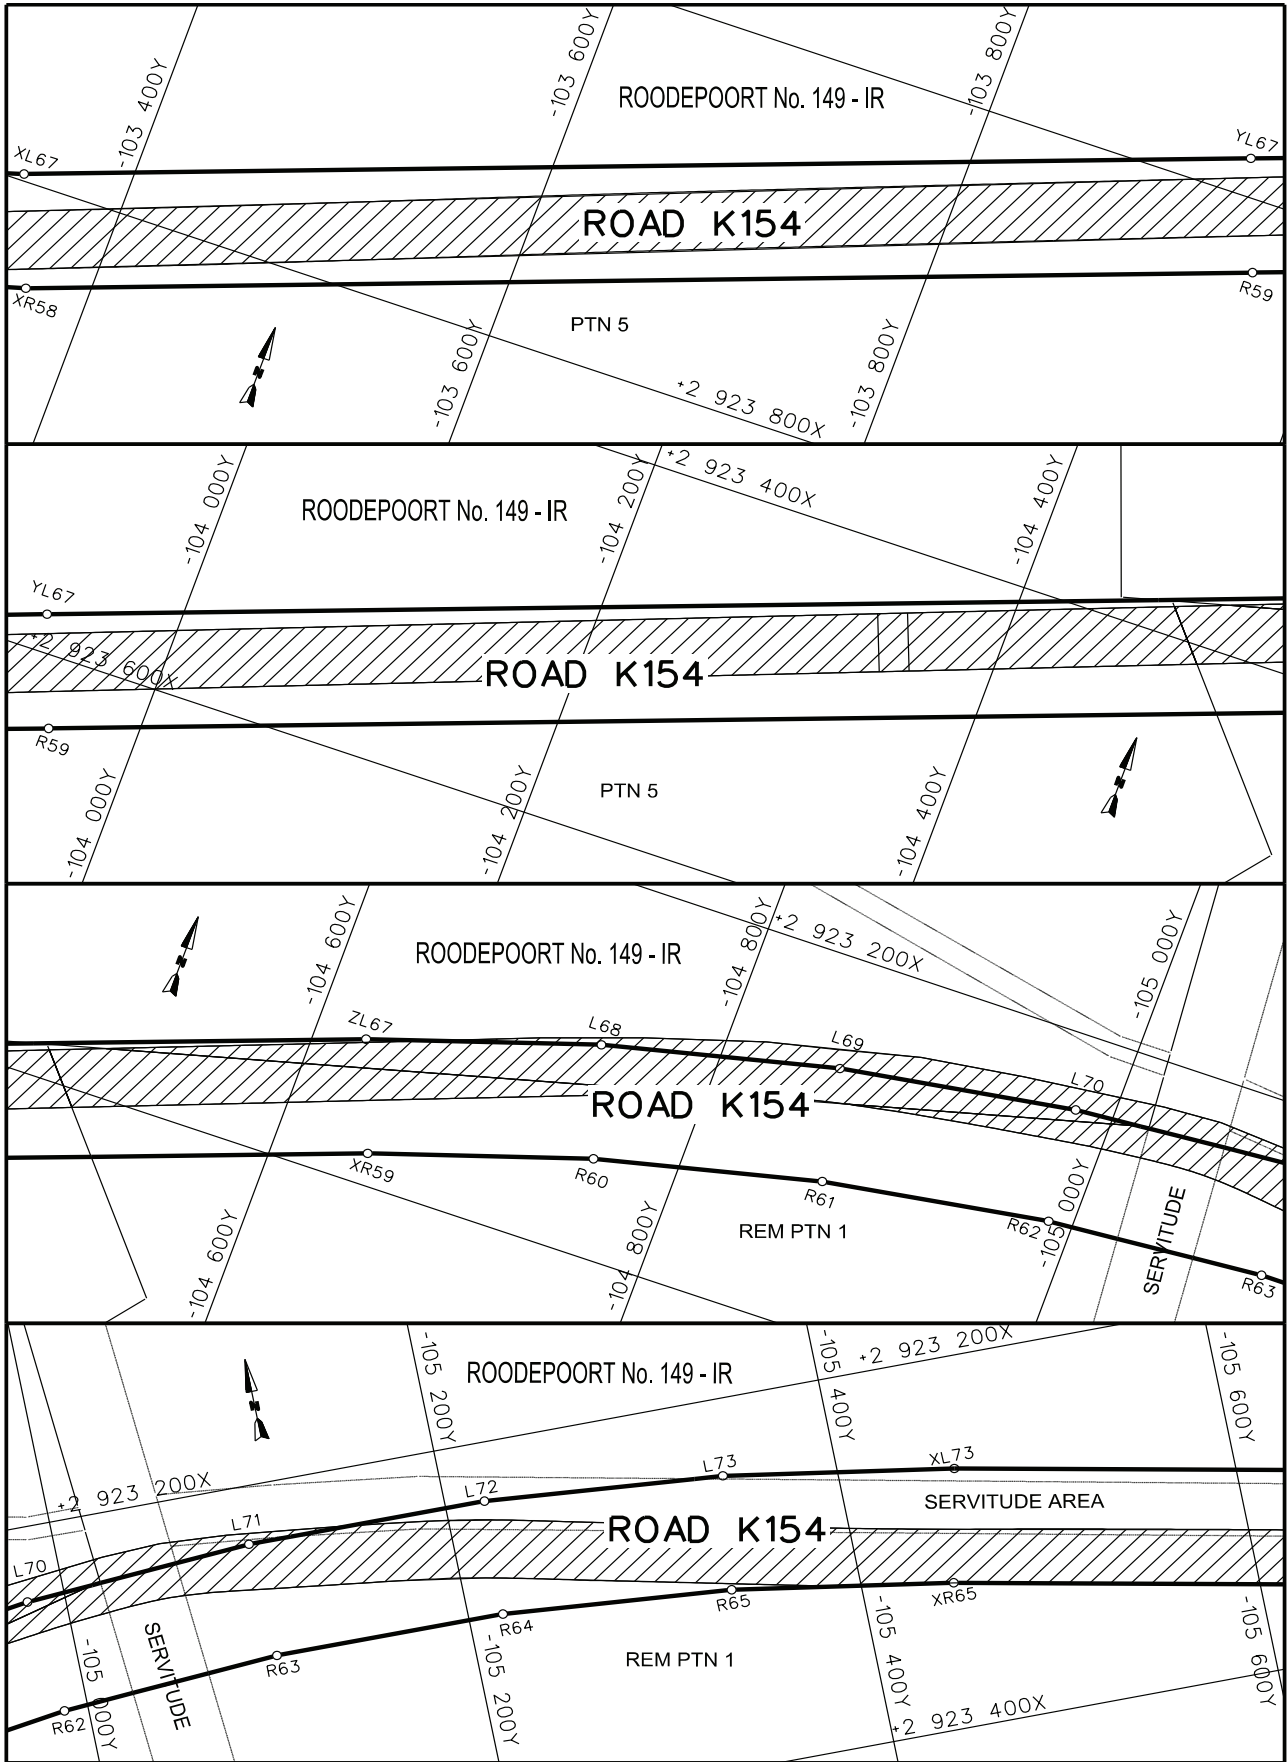 -103 400Y
-103 600Y
-103 800Y
ROODEPOORT No. 149 - IR
XL67
YL67
ROAD K154
XR58
R59
PTN 5
-103 600Y
-103 800Y
+2 923 800X
-104 000Y
-104 200Y
+2 923 400X
-104 400Y
ROODEPOORT No. 149 - IR
YL67
+2 923 600X
ROAD K154
R59
PTN 5
-104 000Y
-104 200Y
-104 400Y
-104 600Y
-104 800Y
+2 923 200X
-105 000Y
ROODEPOORT No. 149 - IR
ZL67
L68
L69
L70
ROAD K154
XR59
R60
R61
R62
R63
REM PTN 1
SERVITUDE
-104 600Y
-104 800Y
-105 000Y
-105 200Y
-105 400Y
+2 923 200X
-105 600Y
ROODEPOORT No. 149 - IR
+2 923 200X
L70
L71
L72
L73
XL73
SERVITUDE AREA
ROAD K154
R62
R63
R64
R65
XR65
SERVITUDE
REM PTN 1
-105 000Y
-105 200Y
-105 400Y
-105 600Y
+2 923 400X